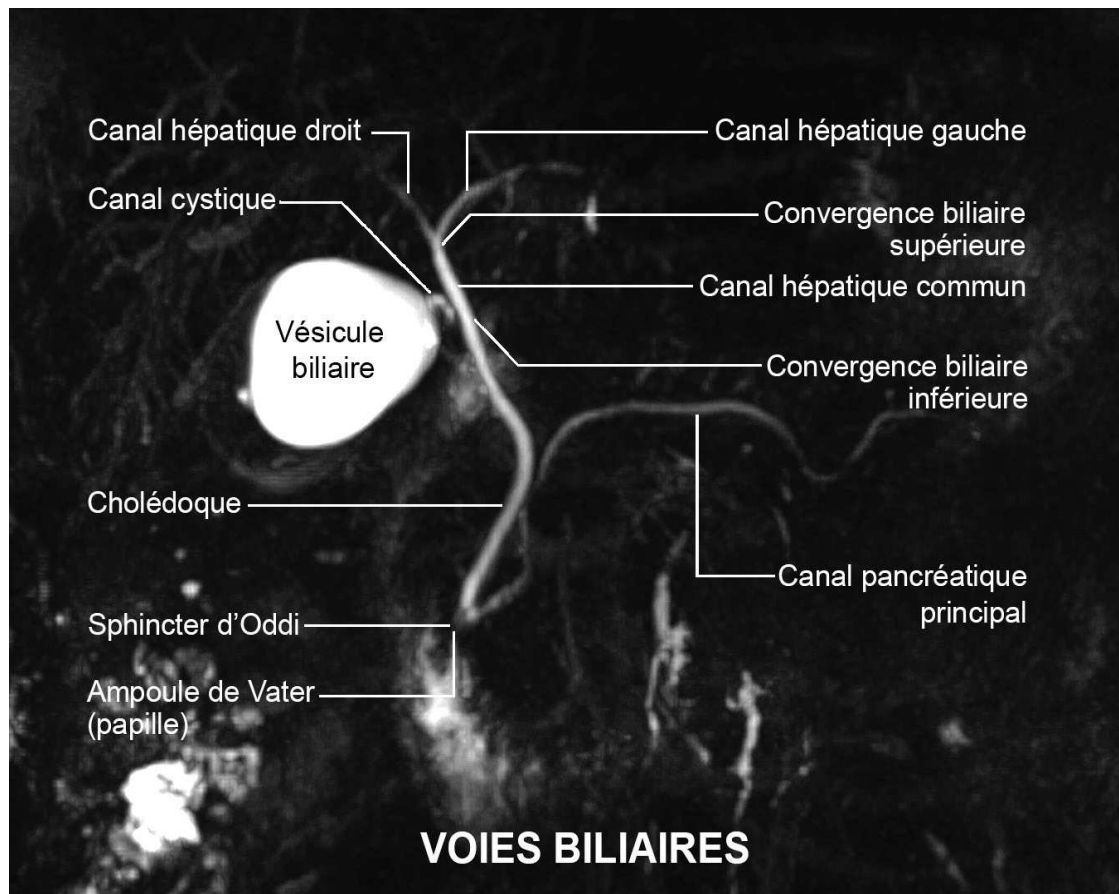 Canal hépatique droit
Canal hépatique gauche
Canal cystique
Convergence biliaire
supérieure
Canal hépatique commun
Vésicule
biliaire
Convergence biliaire
inférieure
Cholédoque
Canal pancréatique
principal
Sphincter d'Oddi
Ampoule de Vater
(papille)
VOIES BILIAIRES